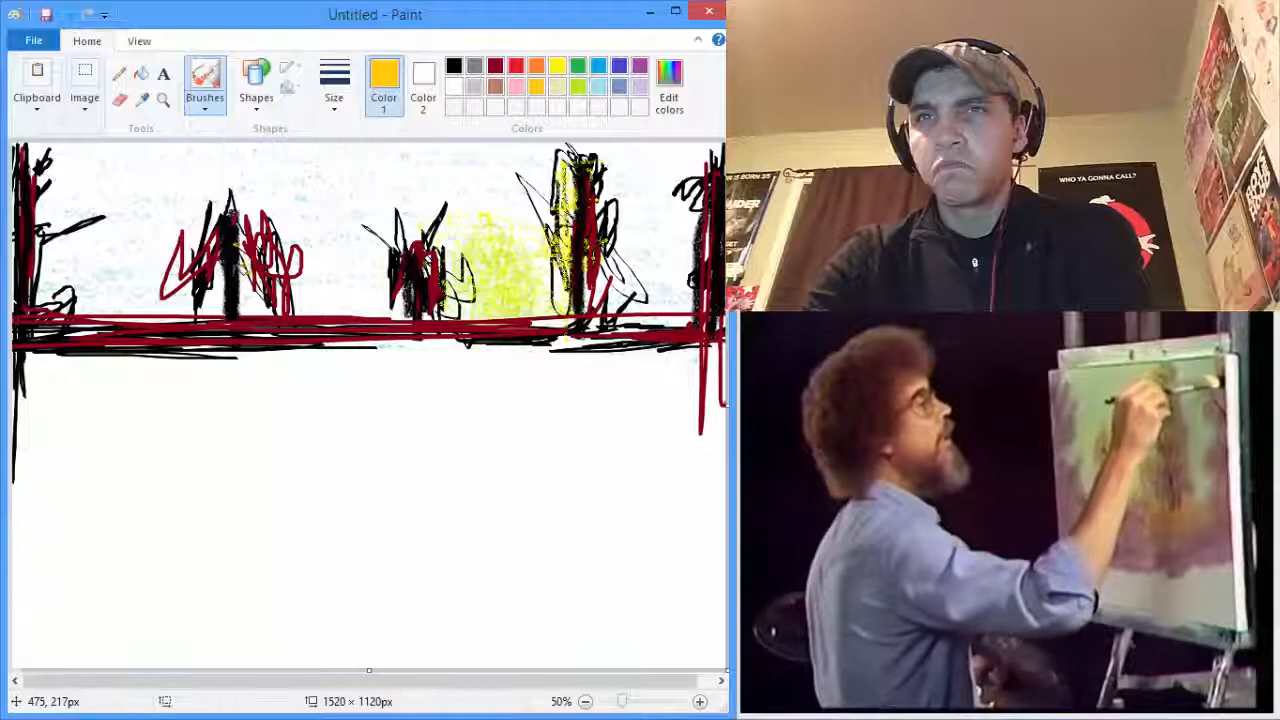 Untitled - Paint
File Home View
Clipboard
Image
Tools
Brushes
Shapes
Shapes
Size
Color 1
Color 2
Edit colors
Colors
WHO YA GONNA CALL?
475, 217px
1520 × 1120px
50%